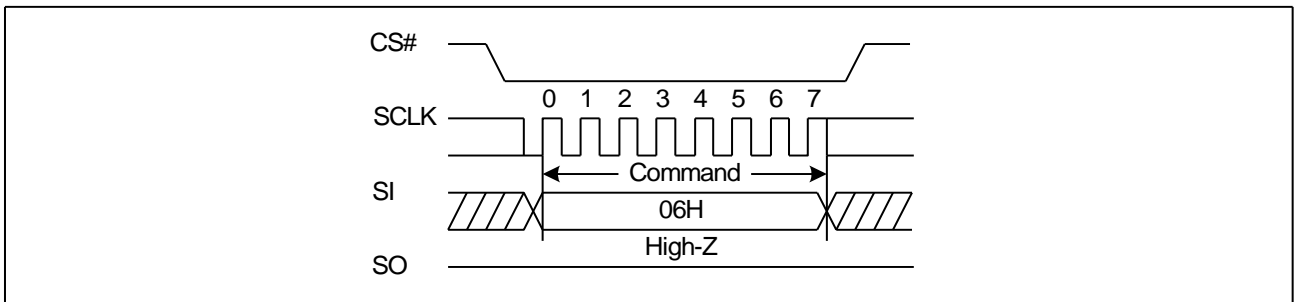 CS#
0 1 2 3 4 5 6 7
SCLK
Command
SI
06H
High-Z
SO